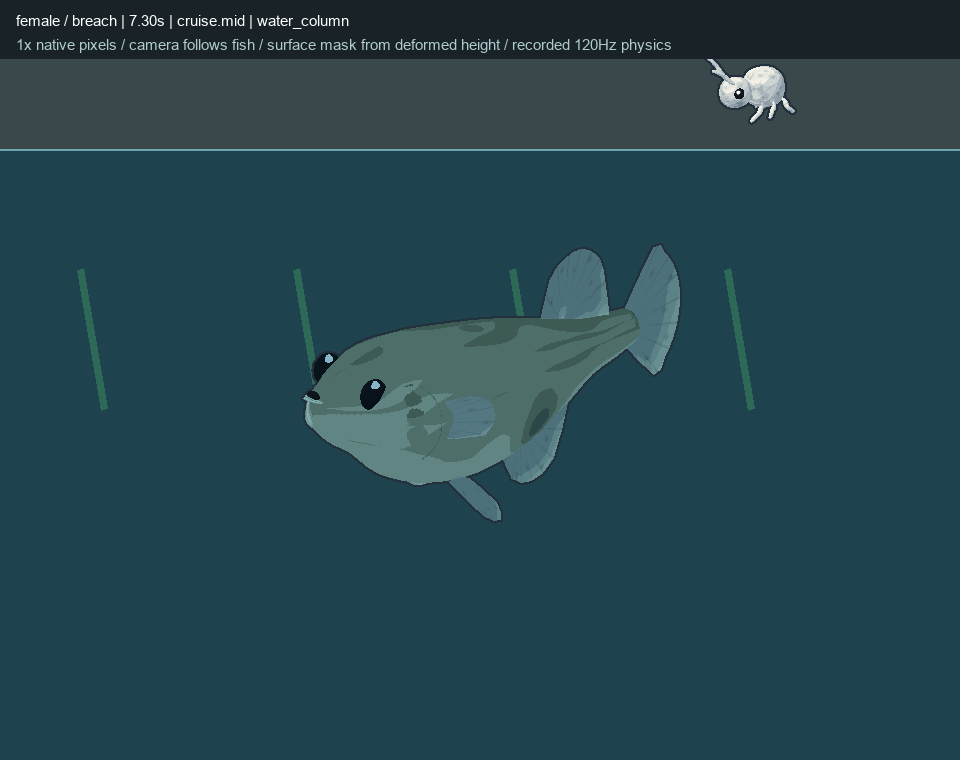 female / breach | 7.30s | cruise.mid | water_column
1x native pixels / camera follows fish / surface mask from deformed height / recorded 120Hz physics